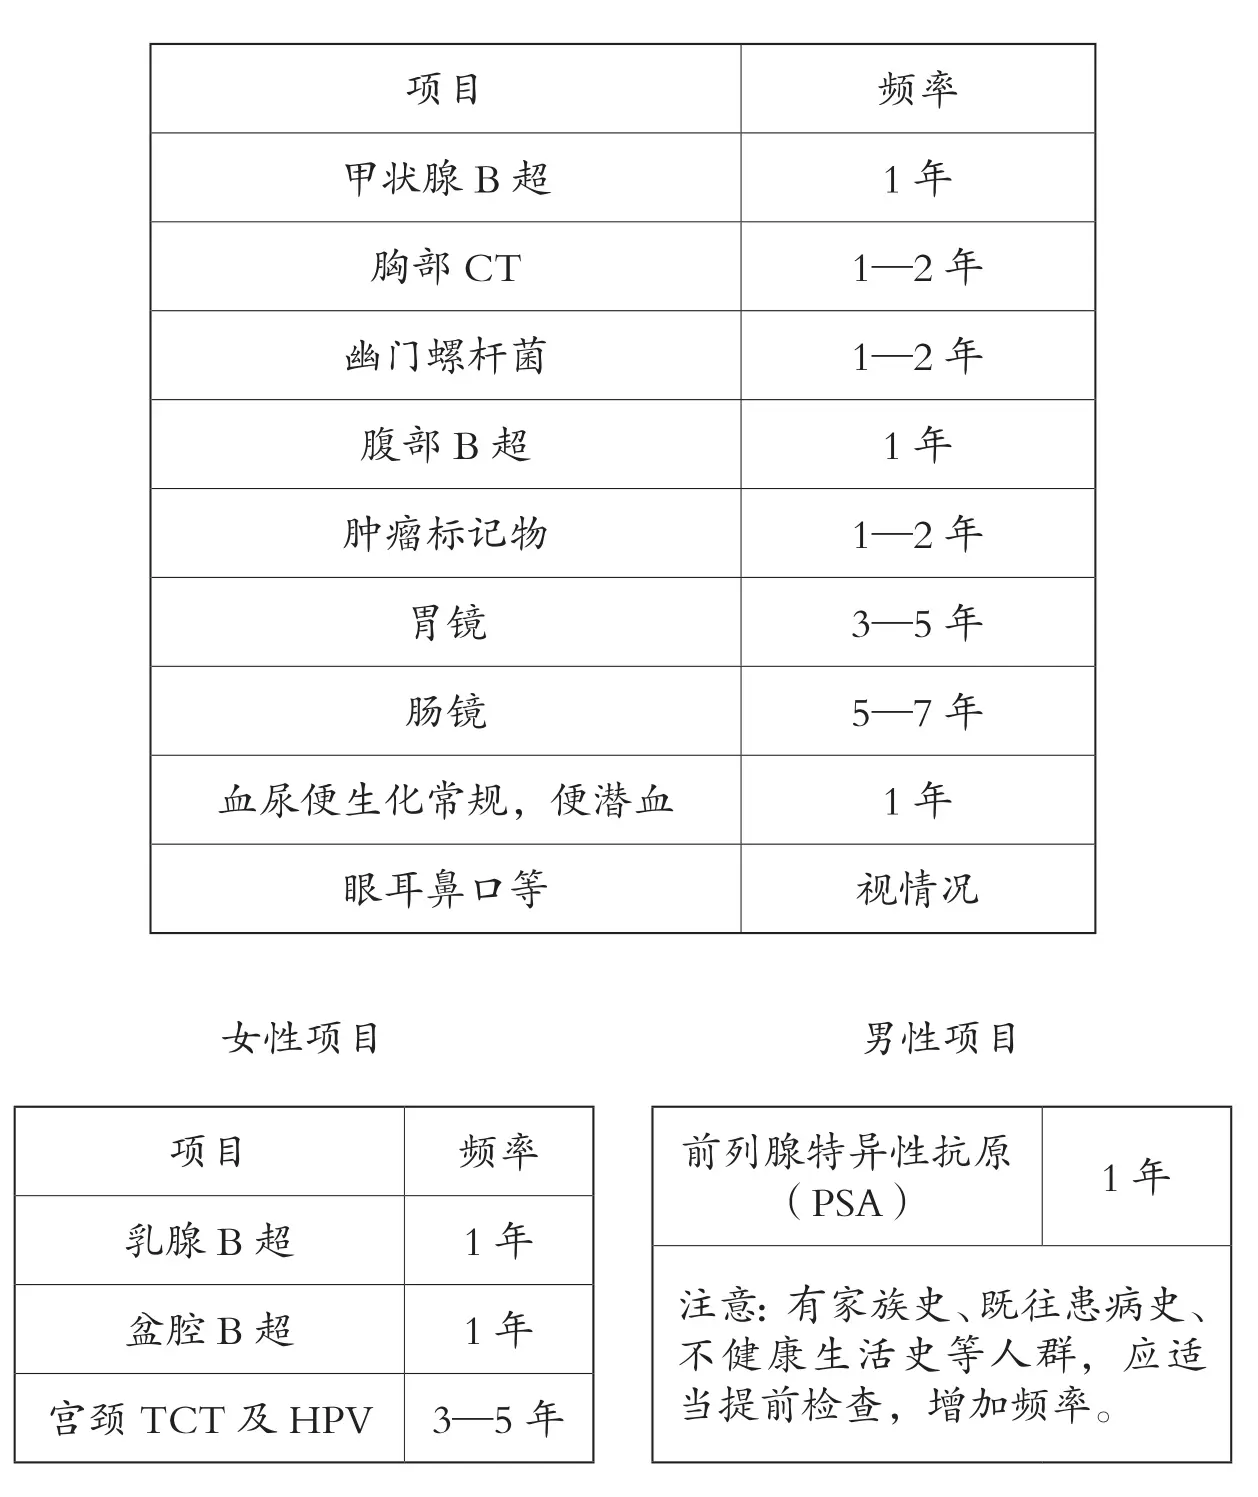 项目 频率
甲状腺 B 超 1 年
胸部 CT 1—2 年
幽门螺杆菌 1—2 年
腹部 B 超 1 年
肿瘤标记物 1—2 年
胃镜 3—5 年
肠镜 5—7 年
血尿便生化常规，便潜血 1 年
眼耳鼻口等 视情况
女性项目
项目 频率
乳腺 B 超 1 年
盆腔 B 超 1 年
宫颈 TCT 及 HPV 3—5 年
男性项目
前列腺特异性抗原
（PSA） 1 年
注意：有家族史、既往患病史、
不健康生活史等人群，应适
当提前检查，增加频率。